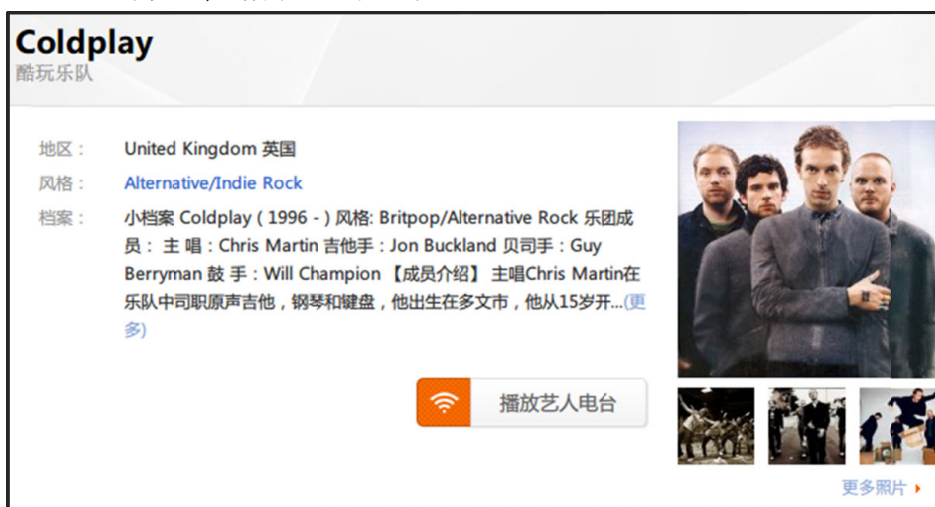 Coldplay
酷玩乐队
地区： United Kingdom 英国
风格： Alternative/Indie Rock
档案： 小档案 Coldplay ( 1996 - ) 风格: Britpop/Alternative Rock 乐团成
员： 主 唱：Chris Martin 吉他手：Jon Buckland 贝司手：Guy
Berryman 鼓 手：Will Champion 【成员介绍】 主唱Chris Martin在
乐队中司职原声吉他，钢琴和键盘，他出生在多文市，他从15岁开...(更
多)
播放艺人电台
更多照片